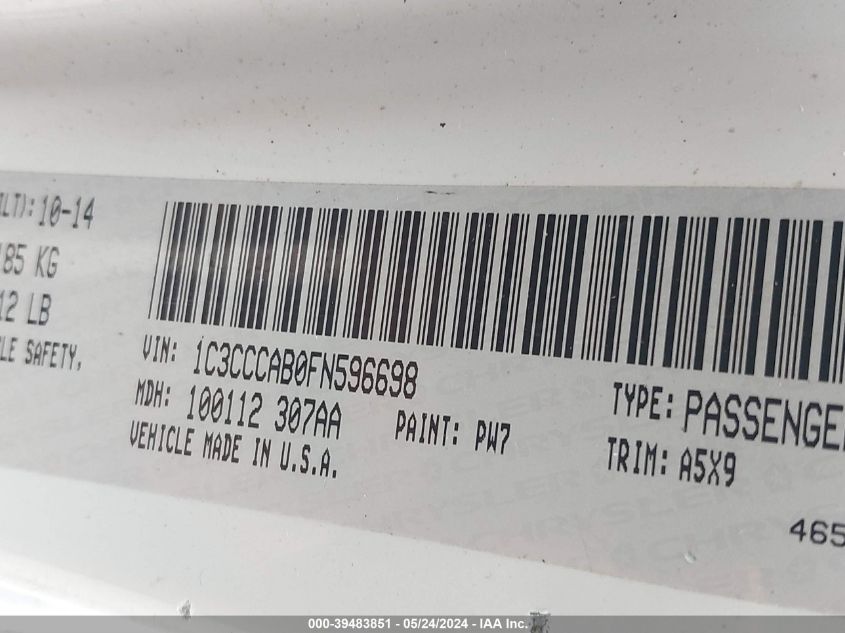 10-14
85 KG
12 LB
LE SAFETY,
VIN: 1C3CCCAB0FN596698
MDH: 100112 307AA
PAINT: PW7
VEHICLE MADE IN U.S.A.
TYPE: PASSENGE
TRIM: A5X9
465
CHRYSLER
000-39483851 - 05/24/2024 - IAA Inc.